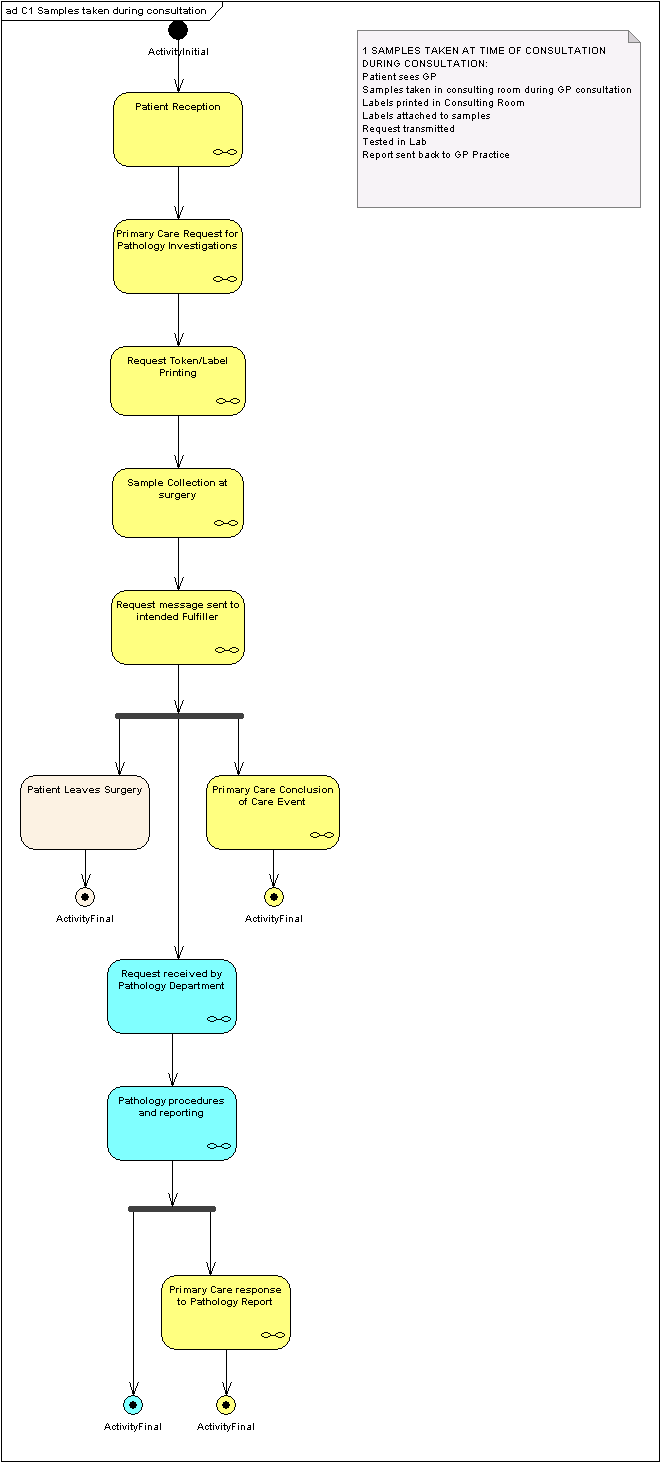 ad C1 Samples taken during consultation
ActivityInitial
1 SAMPLES TAKEN AT TIME OF CONSULTATION
DURING CONSULTATION:
Patient sees GP
Samples taken in consulting room during GP consultation
Labels printed in Consulting Room
Labels attached to samples
Request transmitted
Tested in Lab
Report sent back to GP Practice
Patient Reception
Primary Care Request for
Pathology Investigations
Request Token/Label
Printing
Sample Collection at
surgery
Request message sent to
intended Fulfiller
Patient Leaves Surgery
Primary Care Conclusion
of Care Event
ActivityFinal
ActivityFinal
Request received by
Pathology Department
Pathology procedures
and reporting
Primary Care response
to Pathology Report
ActivityFinal
ActivityFinal